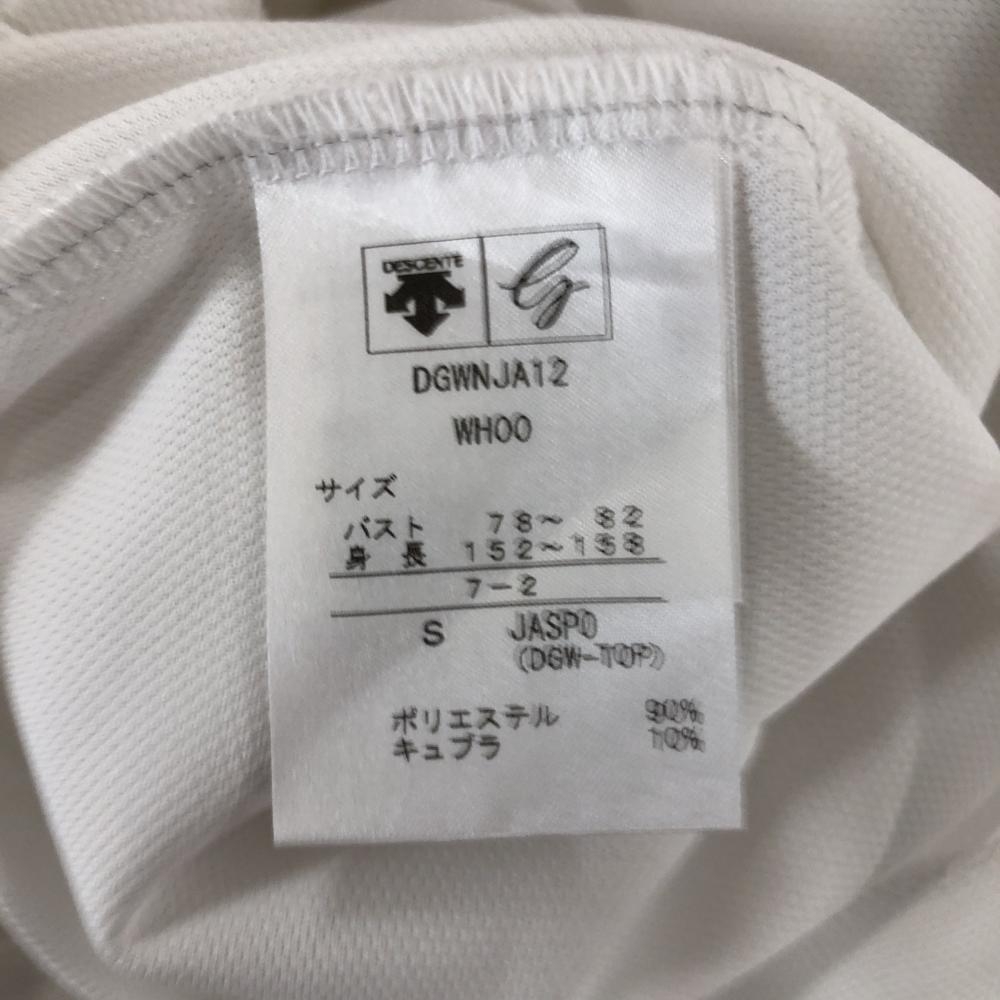 DESCENTE
DGWNJA12
WH00
サイズ
バスト 78～ 82
身 長 152～158
7－2
S JASPO
(DGW-TOP)
ポリエステル 90%
キュプラ 10%